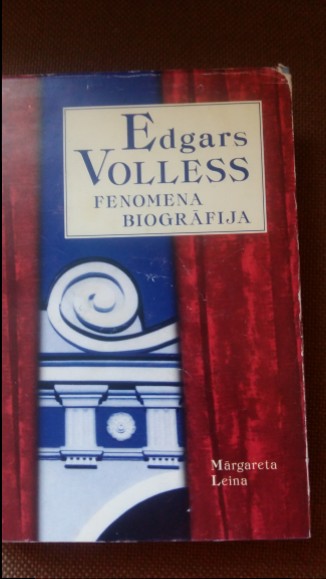 Edgars
VOLLESS
FENOMENA
BIOGRĀFIJA
Mārgareta
Leina